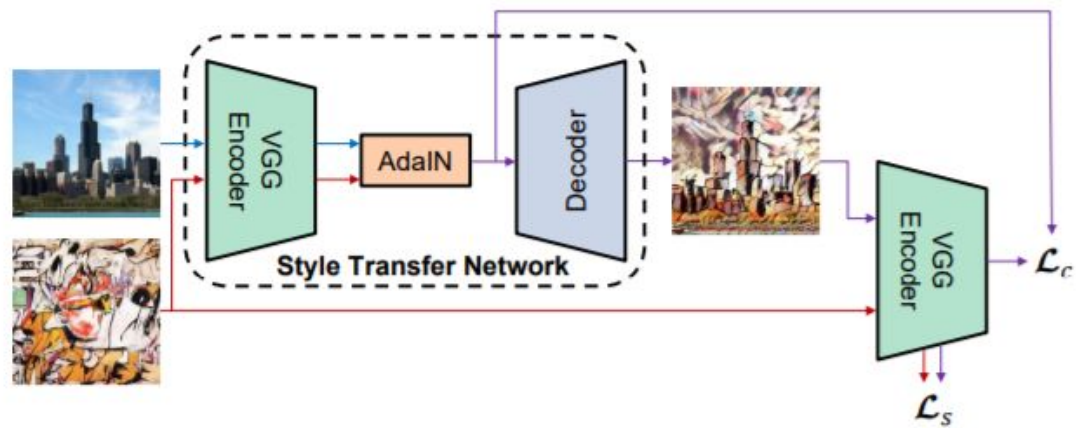 VGG
Encoder
AdaIN
Decoder
Style Transfer Network
VGG
Encoder
ℒc
ℒs